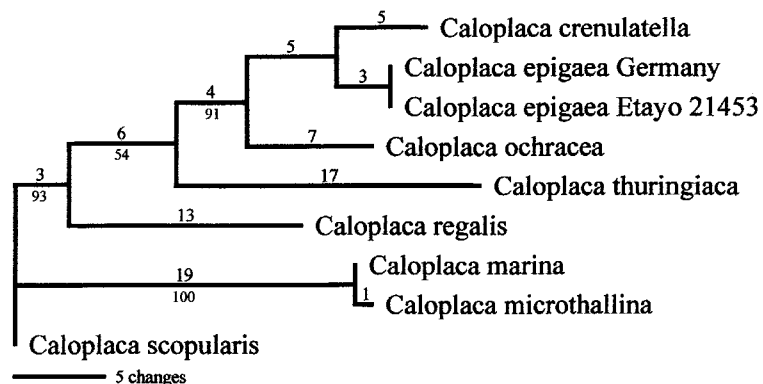 5
Caloplaca crenulatella
5
3
Caloplaca epigaea Germany
Caloplaca epigaea Etayo 21453
4
91
7
Caloplaca ochracea
6
54
17
Caloplaca thuringiaca
3
93
13
Caloplaca regalis
19
100
Caloplaca marina
1
Caloplaca microthallina
Caloplaca scopularis
5 changes